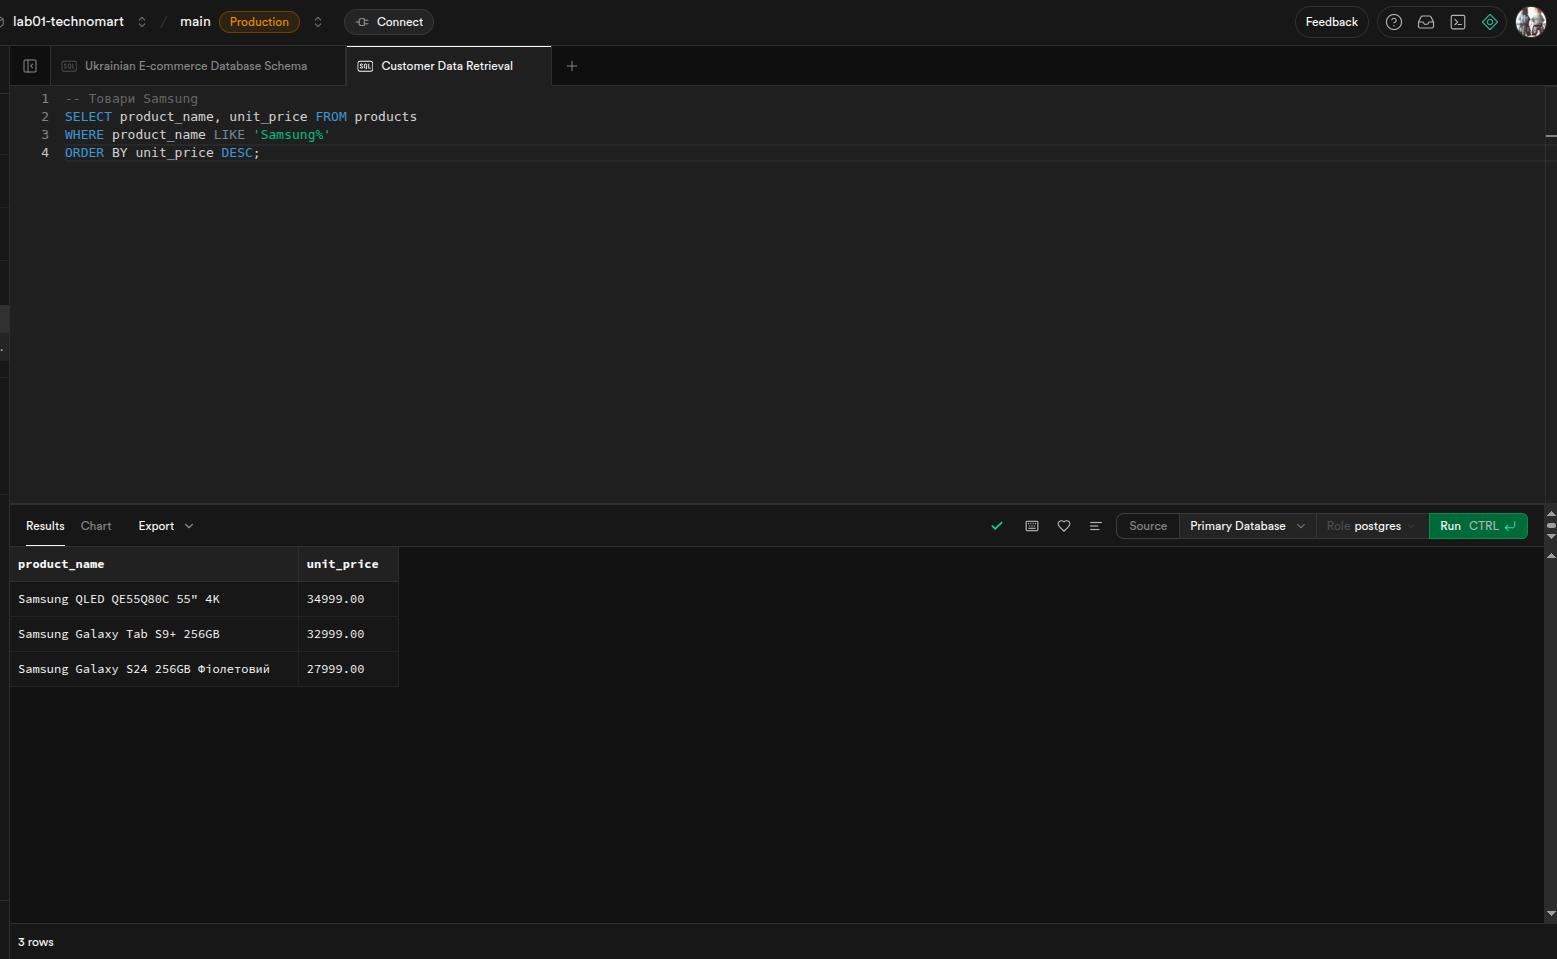 lab01-technomart / main Production Connect Feedback
SQL Ukrainian E-commerce Database Schema SQL Customer Data Retrieval +
1 -- Товари Samsung
2 SELECT product_name, unit_price FROM products
3 WHERE product_name LIKE 'Samsung%'
4 ORDER BY unit_price DESC;
Results Chart Export Source Primary Database Role postgres Run CTRL
product_name unit_price
Samsung QLED QE55Q80C 55" 4K 34999.00
Samsung Galaxy Tab S9+ 256GB 32999.00
Samsung Galaxy S24 256GB Фіолетовий 27999.00
3 rows